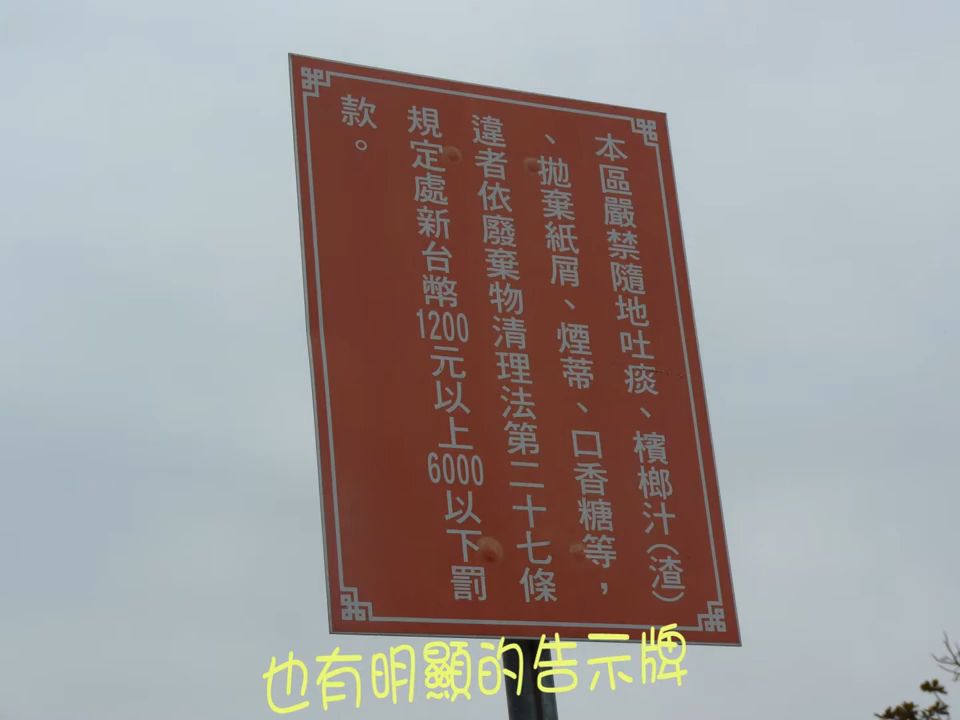 本區嚴禁隨地吐痰、檳榔汁(渣)
、拋棄紙屑、煙蒂、口香糖等，
違者依廢棄物清理法第二十七條
規定處新台幣1200元以上6000以下罰
款。
也有明顯的告示牌